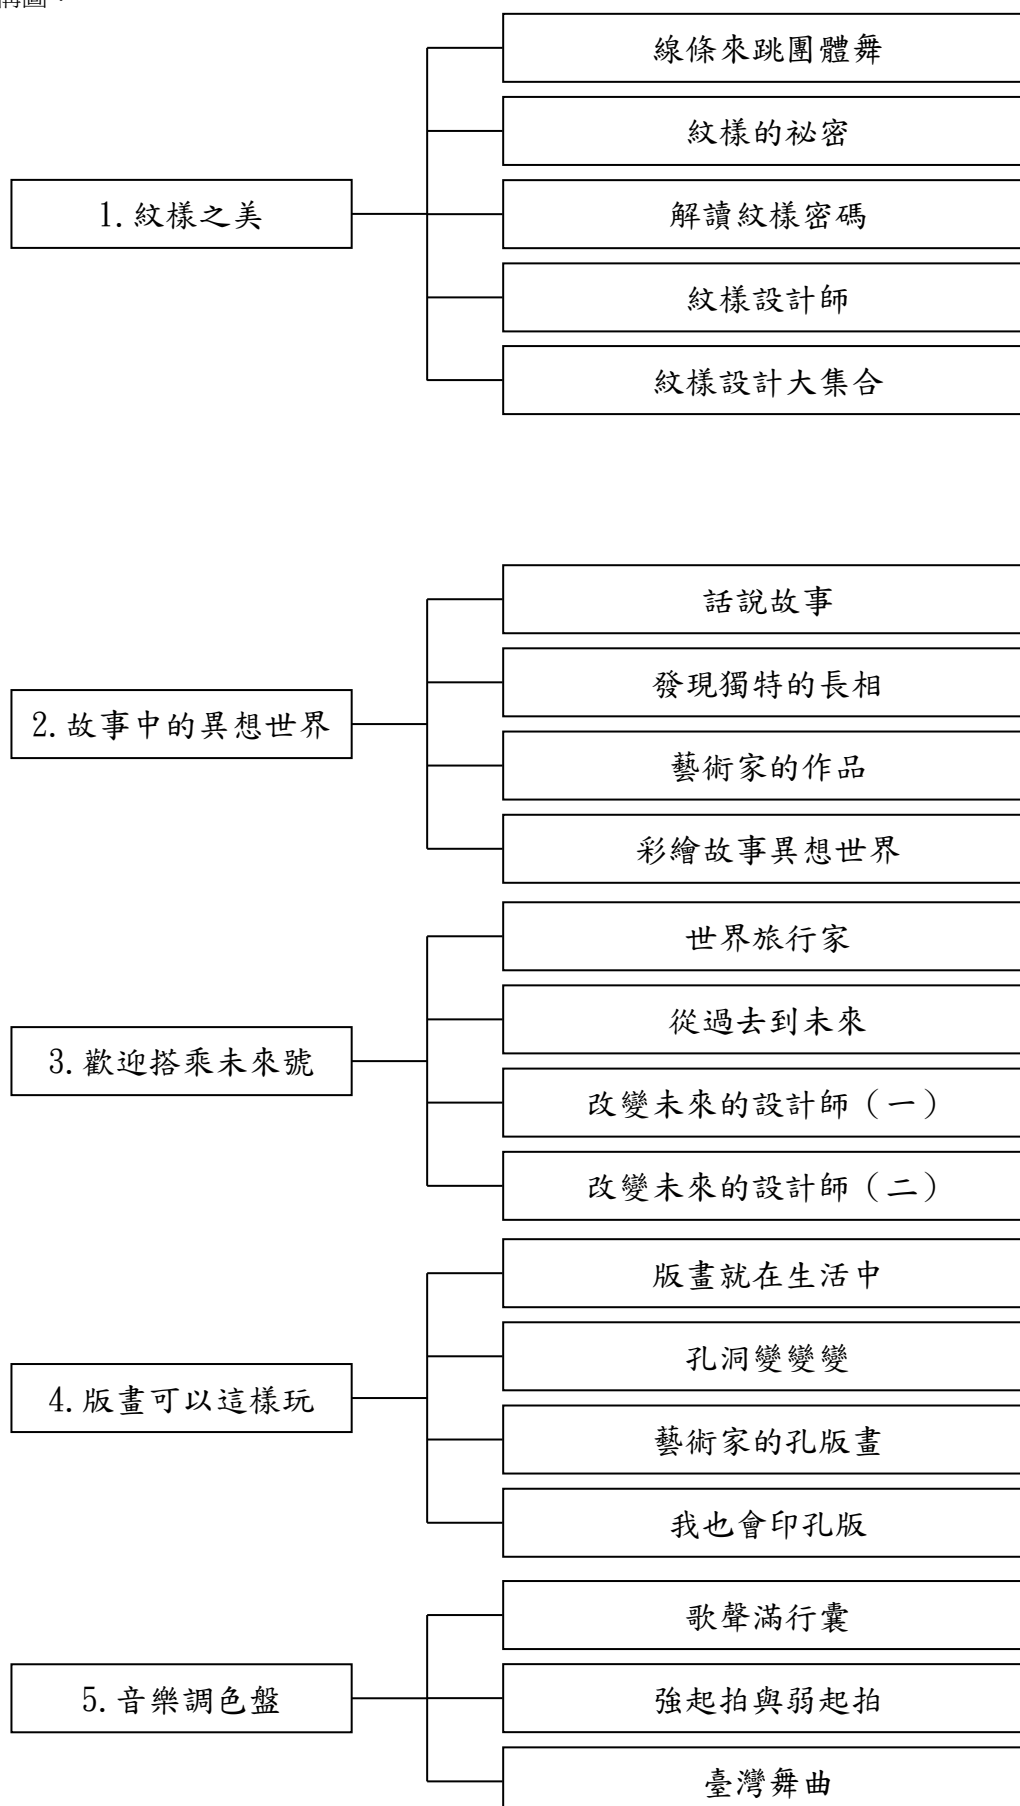 構圖：
線條來跳團體舞
紋樣的祕密
1.紋樣之美
解讀紋樣密碼
紋樣設計師
紋樣設計大集合
話說故事
發現獨特的長相
2.故事中的異想世界
藝術家的作品
彩繪故事異想世界
世界旅行家
從過去到未來
3.歡迎搭乘未來號
改變未來的設計師（一）
改變未來的設計師（二）
版畫就在生活中
孔洞變變變
4.版畫可以這樣玩
藝術家的孔版畫
我也會印孔版
歌聲滿行囊
5.音樂調色盤
強起拍與弱起拍
臺灣舞曲